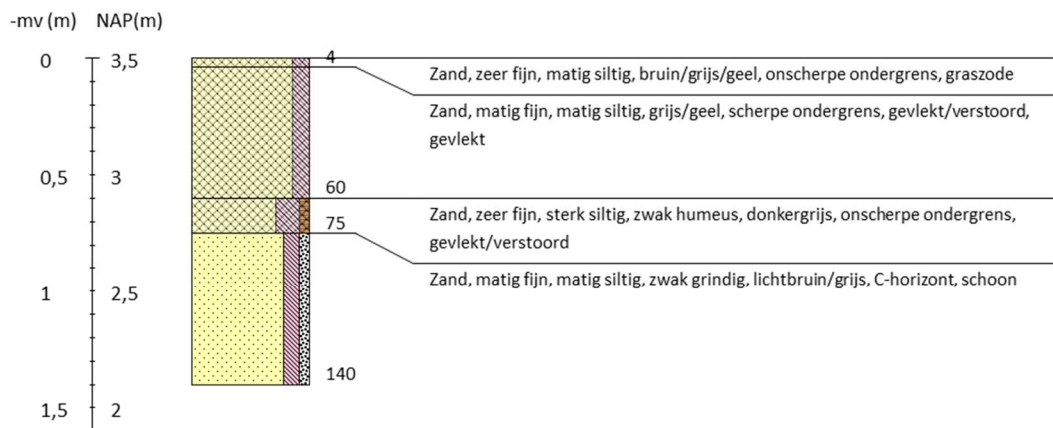 -mv (m) NAP(m)
0 3,5 4
Zand, zeer fijn, matig siltig, bruin/grijs/geel, onscherpe ondergrens, graszode
Zand, matig fijn, matig siltig, grijs/geel, scherpe ondergrens, gevlekt/verstoord,
gevlekt
0,5 3 60
Zand, zeer fijn, sterk siltig, zwak humeus, donkergrijs, onscherpe ondergrens,
gevlekt/verstoord
75
Zand, matig fijn, matig siltig, zwak grindig, lichtbruin/grijs, C-horizont, schoon
1 2,5
140
1,5 2